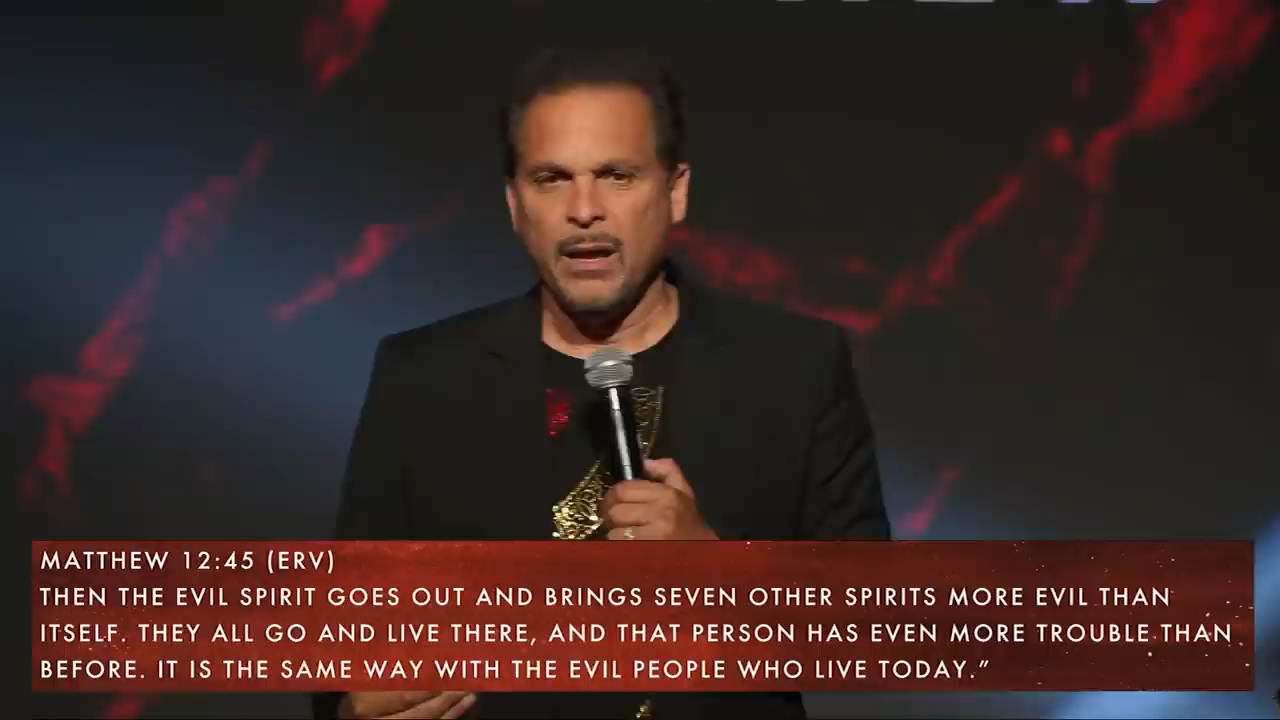 MATTHEW 12:45 (ERV)
THEN THE EVIL SPIRIT GOES OUT AND BRINGS SEVEN OTHER SPIRITS MORE EVIL THAN
ITSELF. THEY ALL GO AND LIVE THERE, AND THAT PERSON HAS EVEN MORE TROUBLE THAN
BEFORE. IT IS THE SAME WAY WITH THE EVIL PEOPLE WHO LIVE TODAY.”